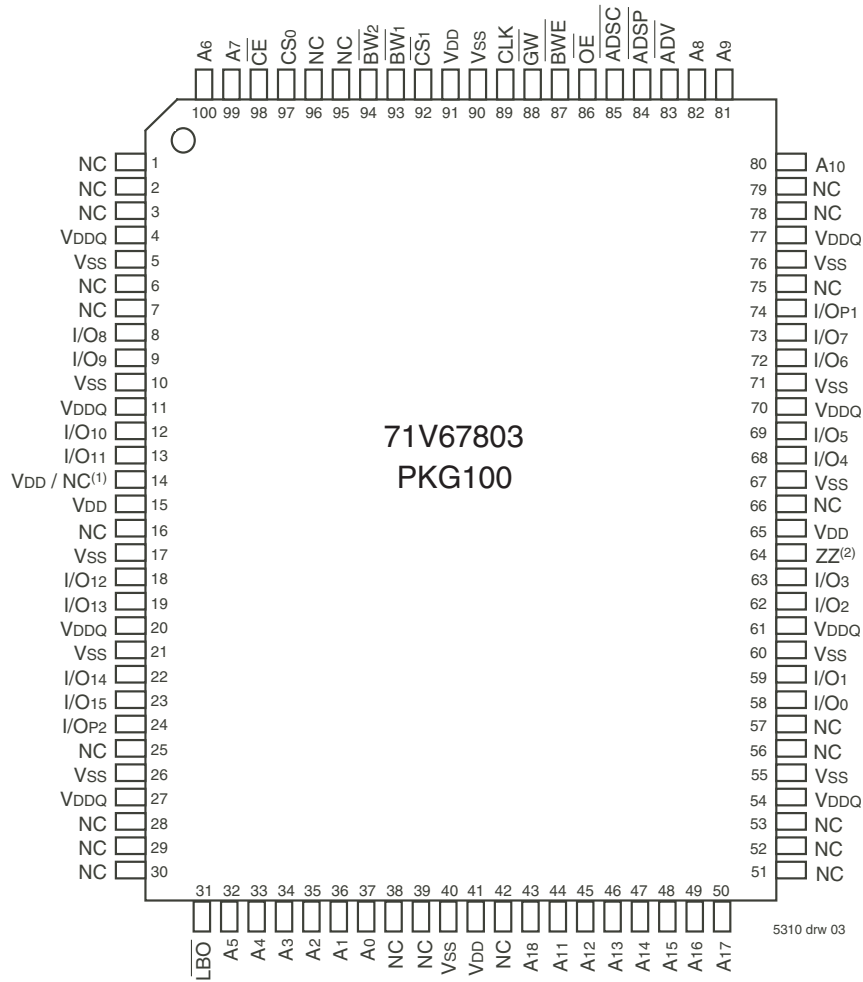 A6 A7 CE CS0 NC NC BW2 BW1 CS1 VDD VSS CLK GW BWE OE ADSC ADSP ADV A8 A9
100 99 98 97 96 95 94 93 92 91 90 89 88 87 86 85 84 83 82 81
NC 1
NC 2
NC 3
VDDQ 4
VSS 5
NC 6
NC 7
I/O8 8
I/O9 9
VSS 10
VDDQ 11
I/O10 12
I/O11 13
VDD / NC(1) 14
VDD 15
NC 16
VSS 17
I/O12 18
I/O13 19
VDDQ 20
VSS 21
I/O14 22
I/O15 23
I/OP2 24
NC 25
VSS 26
VDDQ 27
NC 28
NC 29
NC 30
71V67803
PKG100
80 A10
79 NC
78 NC
77 VDDQ
76 VSS
75 NC
74 I/OP1
73 I/O7
72 I/O6
71 VSS
70 VDDQ
69 I/O5
68 I/O4
67 VSS
66 NC
65 VDD
64 ZZ(2)
63 I/O3
62 I/O2
61 VDDQ
60 VSS
59 I/O1
58 I/O0
57 NC
56 NC
55 VSS
54 VDDQ
53 NC
52 NC
51 NC
31 32 33 34 35 36 37 38 39 40 41 42 43 44 45 46 47 48 49 50
LBO A5 A4 A3 A2 A1 A0 NC NC VSS VDD NC A18 A11 A12 A13 A14 A15 A16 A17
5310 drw 03